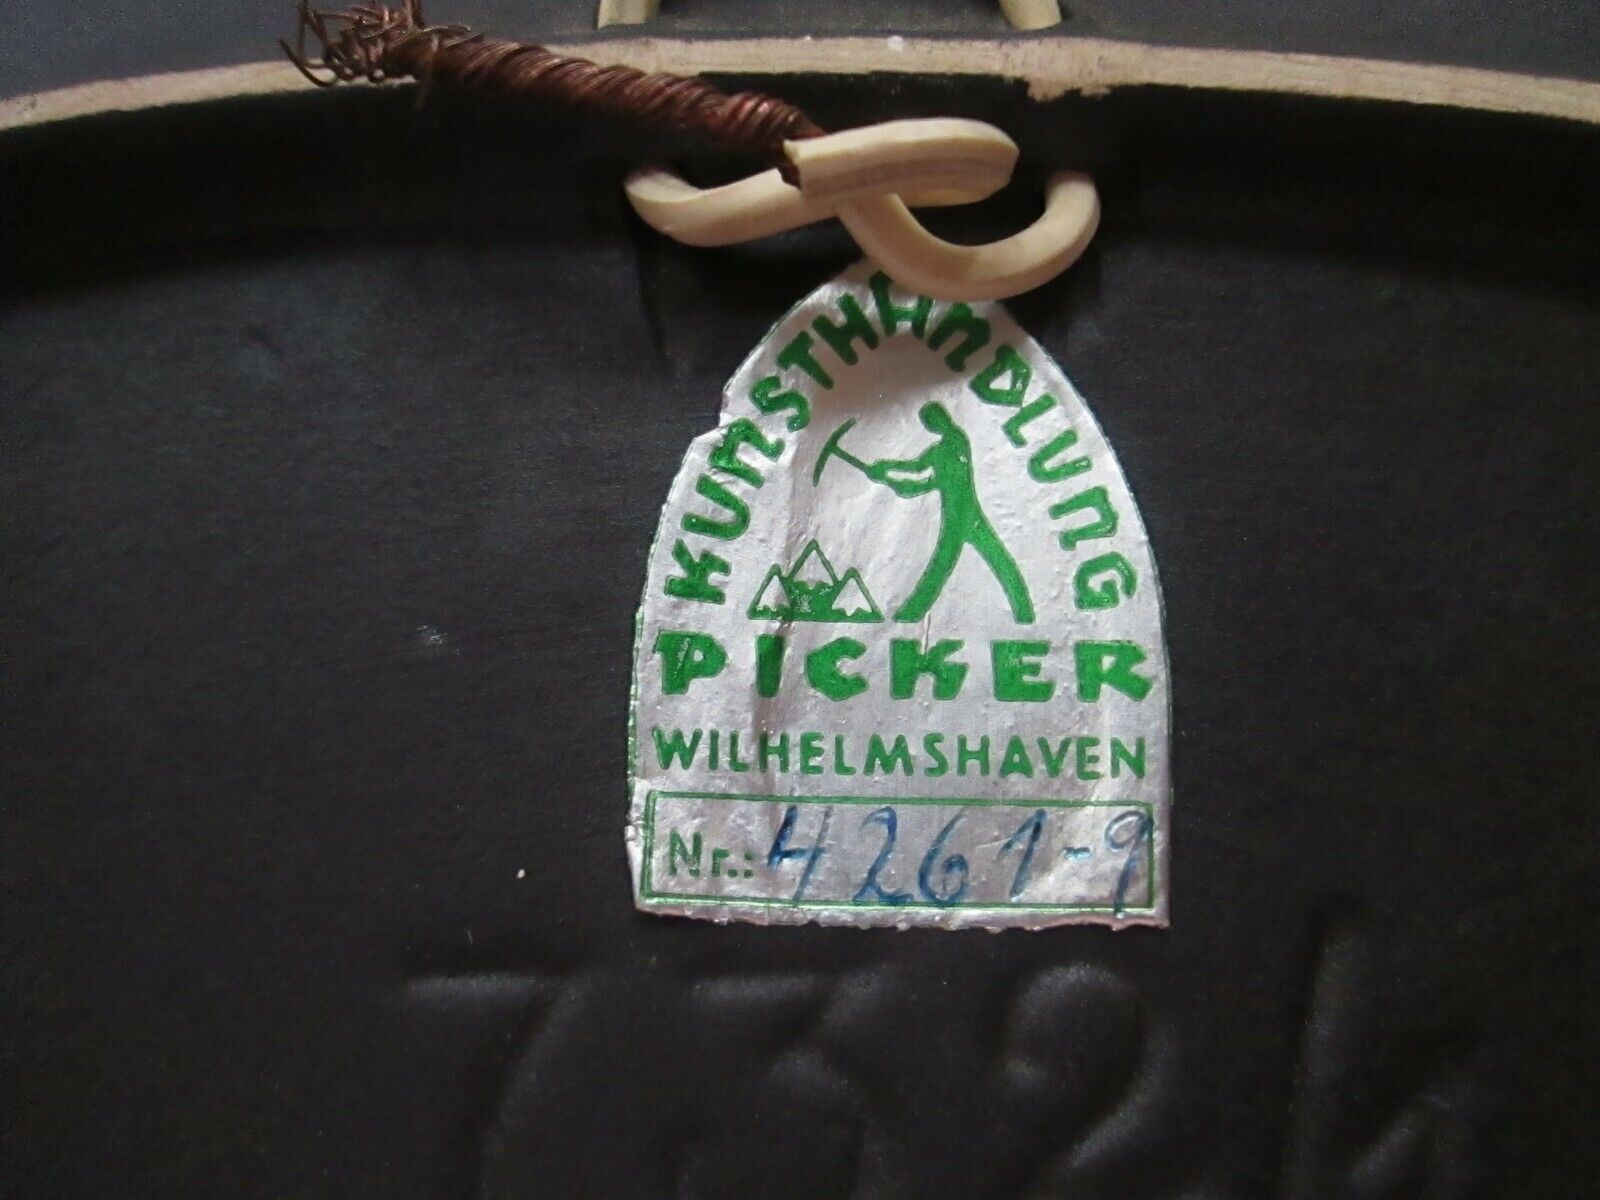 KUNSTHANDLUNG
PICKER
WILHELMSHAVEN
Nr.: 4261-9